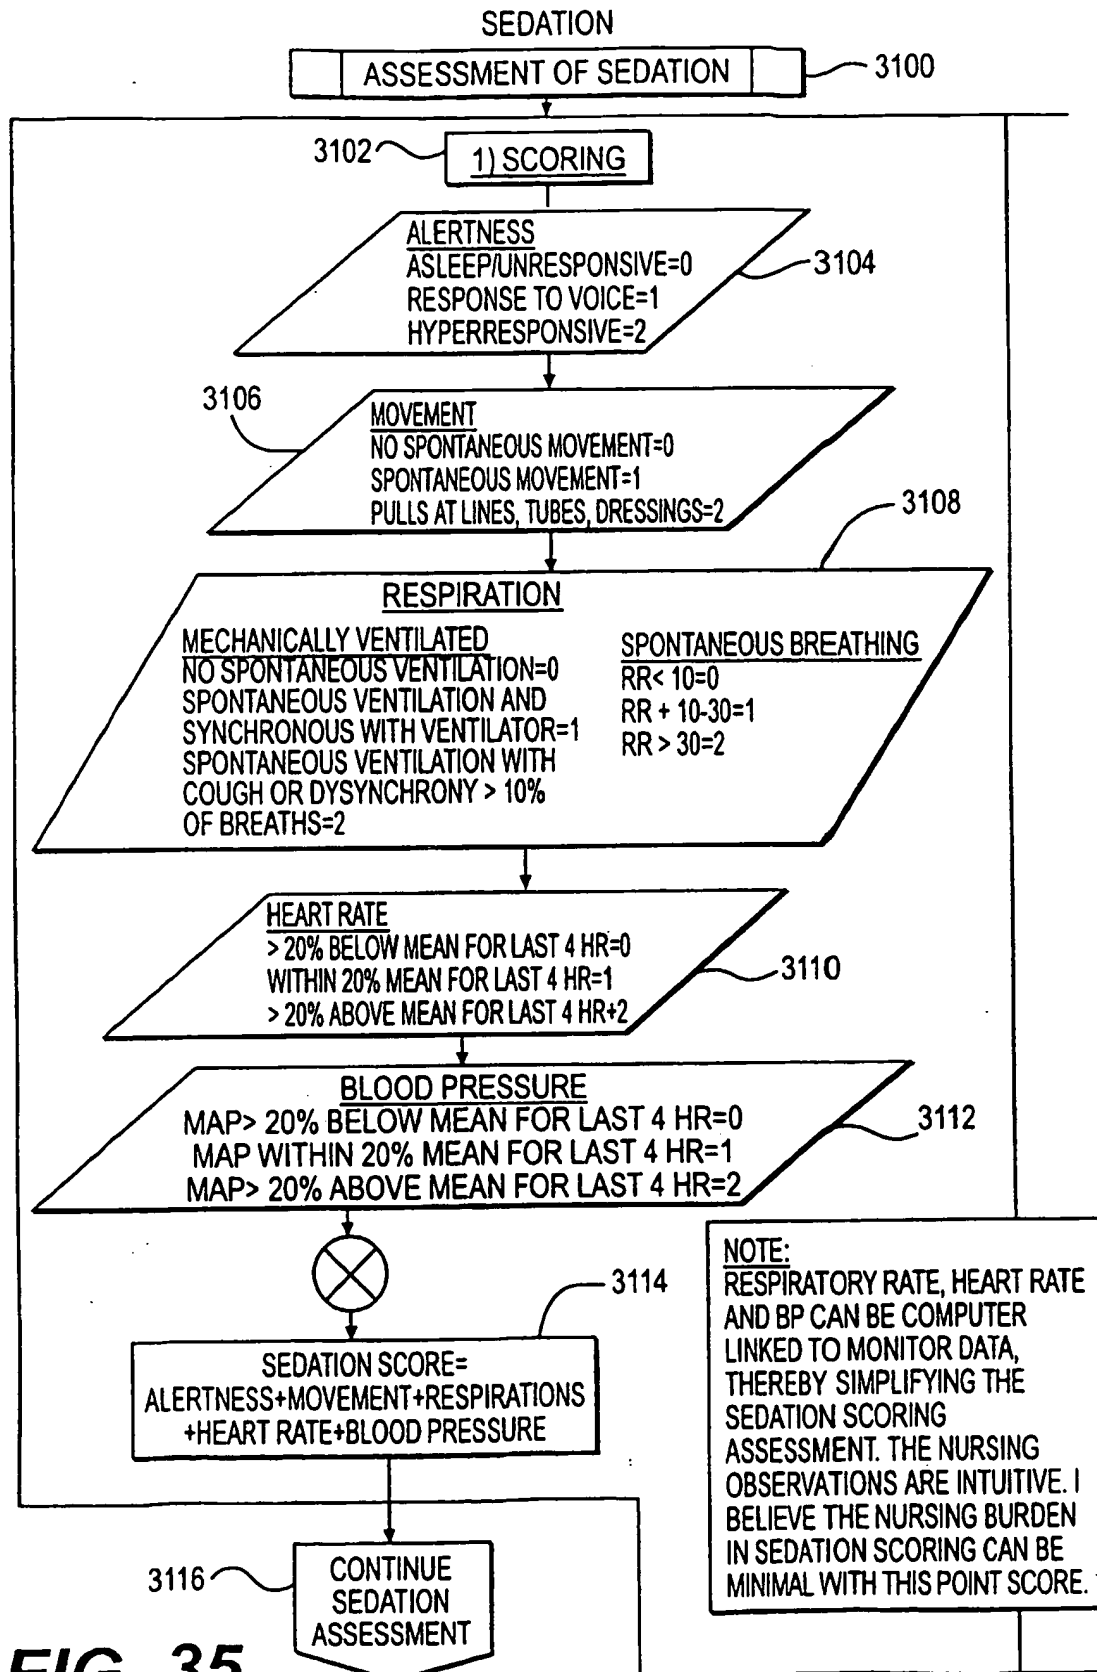 SEDATION
ASSESSMENT OF SEDATION
3100
3102
1) SCORING
ALERTNESS
ASLEEP/UNRESPONSIVE=0
RESPONSE TO VOICE=1
HYPERRESPONSIVE=2
3104
3106
MOVEMENT
NO SPONTANEOUS MOVEMENT=0
SPONTANEOUS MOVEMENT=1
PULLS AT LINES, TUBES, DRESSINGS=2
3108
RESPIRATION
MECHANICALLY VENTILATED
NO SPONTANEOUS VENTILATION=0
SPONTANEOUS VENTILATION AND
SYNCHRONOUS WITH VENTILATOR=1
SPONTANEOUS VENTILATION WITH
COUGH OR DYSYNCHRONY > 10%
OF BREATHS=2
SPONTANEOUS BREATHING
RR< 10=0
RR + 10-30=1
RR > 30=2
HEART RATE
> 20% BELOW MEAN FOR LAST 4 HR=0
WITHIN 20% MEAN FOR LAST 4 HR=1
> 20% ABOVE MEAN FOR LAST 4 HR+2
3110
BLOOD PRESSURE
MAP> 20% BELOW MEAN FOR LAST 4 HR=0
MAP WITHIN 20% MEAN FOR LAST 4 HR=1
MAP> 20% ABOVE MEAN FOR LAST 4 HR=2
3112
3114
SEDATION SCORE=
ALERTNESS+MOVEMENT+RESPIRATIONS
+HEART RATE+BLOOD PRESSURE
NOTE:
RESPIRATORY RATE, HEART RATE
AND BP CAN BE COMPUTER
LINKED TO MONITOR DATA,
THEREBY SIMPLIFYING THE
SEDATION SCORING
ASSESSMENT. THE NURSING
OBSERVATIONS ARE INTUITIVE. I
BELIEVE THE NURSING BURDEN
IN SEDATION SCORING CAN BE
MINIMAL WITH THIS POINT SCORE.
3116
CONTINUE
SEDATION
ASSESSMENT
FIG. 35